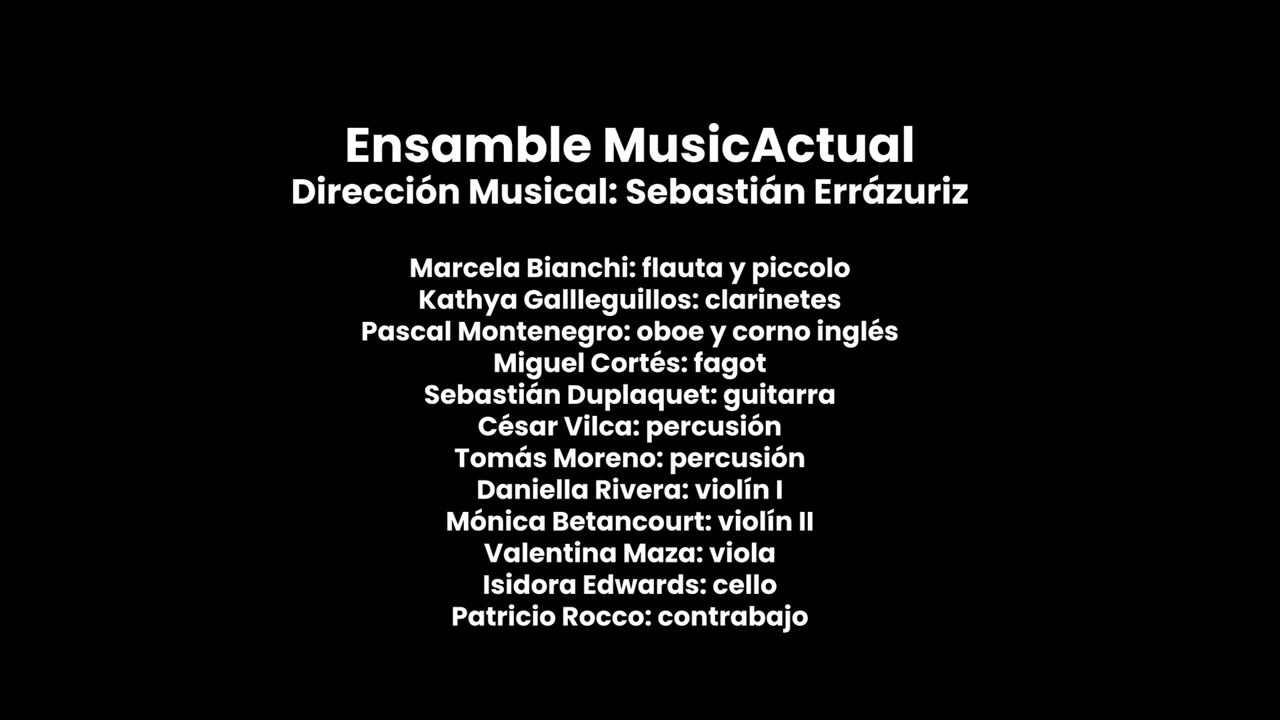 Ensamble MusicActual
Dirección Musical: Sebastián Errázuriz
Marcela Bianchi: flauta y piccolo
Kathya Gallleguillos: clarinetes
Pascal Montenegro: oboe y corno inglés
Miguel Cortés: fagot
Sebastián Duplaquet: guitarra
César Vilca: percusión
Tomás Moreno: percusión
Daniella Rivera: violín I
Mónica Betancourt: violín II
Valentina Maza: viola
Isidora Edwards: cello
Patricio Rocco: contrabajo